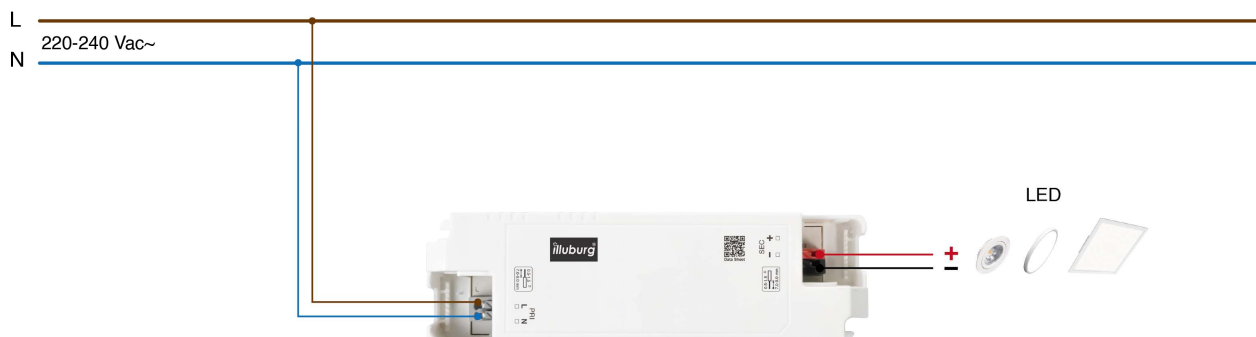 L
220-240 Vac~
N
LED
illuburg
Data Sheet
SEC
+
-
+
-
L
N
PRI